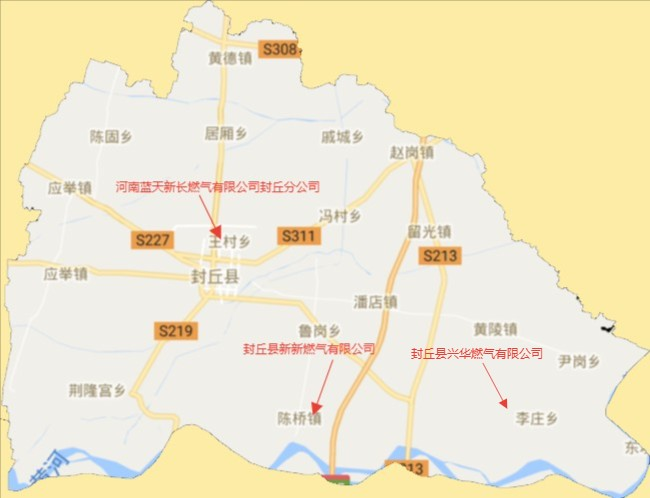 S308
黄德镇
陈固乡
居厢乡
戚城乡
赵岗镇
应举镇
河南蓝天新长燃气有限公司封丘分公司
冯村乡
留光镇
S227
王村乡
S311
S213
应举镇
封丘县
潘店镇
S219
鲁岗乡
黄陵镇
封丘县新新燃气有限公司
封丘县兴华燃气有限公司
尹岗乡
荆隆宫乡
陈桥镇
李庄乡
黄河
S213